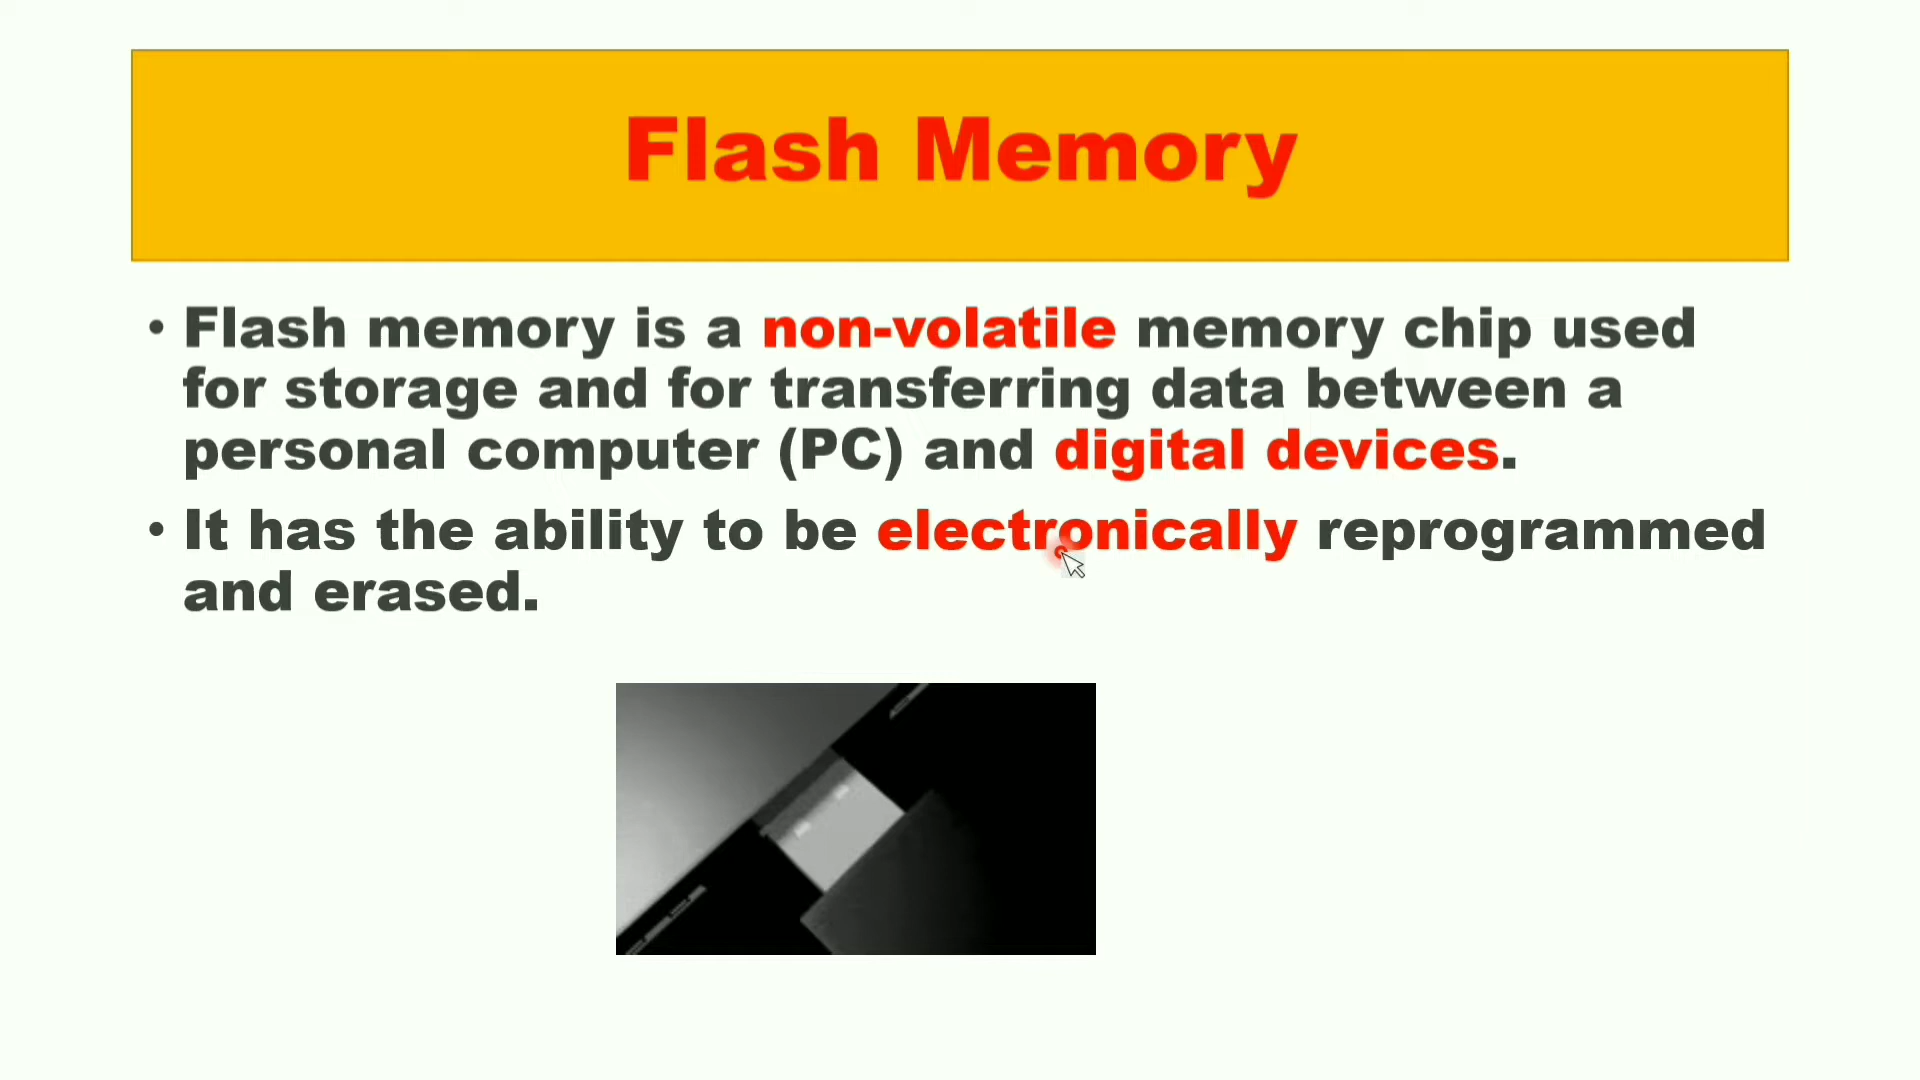 Flash Memory
• Flash memory is a non-volatile memory chip used
for storage and for transferring data between a
personal computer (PC) and digital devices.
• It has the ability to be electronically reprogrammed
and erased.